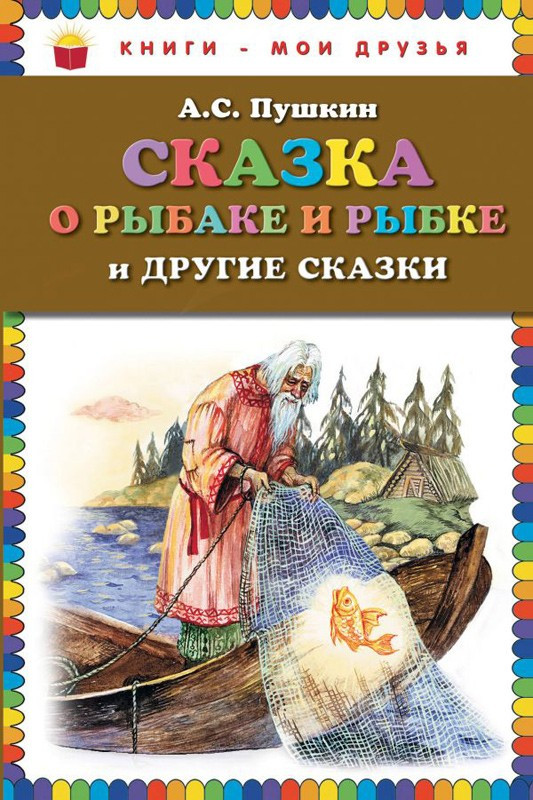 КНИГИ - МОИ ДРУЗЬЯ
А.С. Пушкин
СКАЗКА
О РЫБАКЕ И РЫБКЕ
И ДРУГИЕ СКАЗКИ